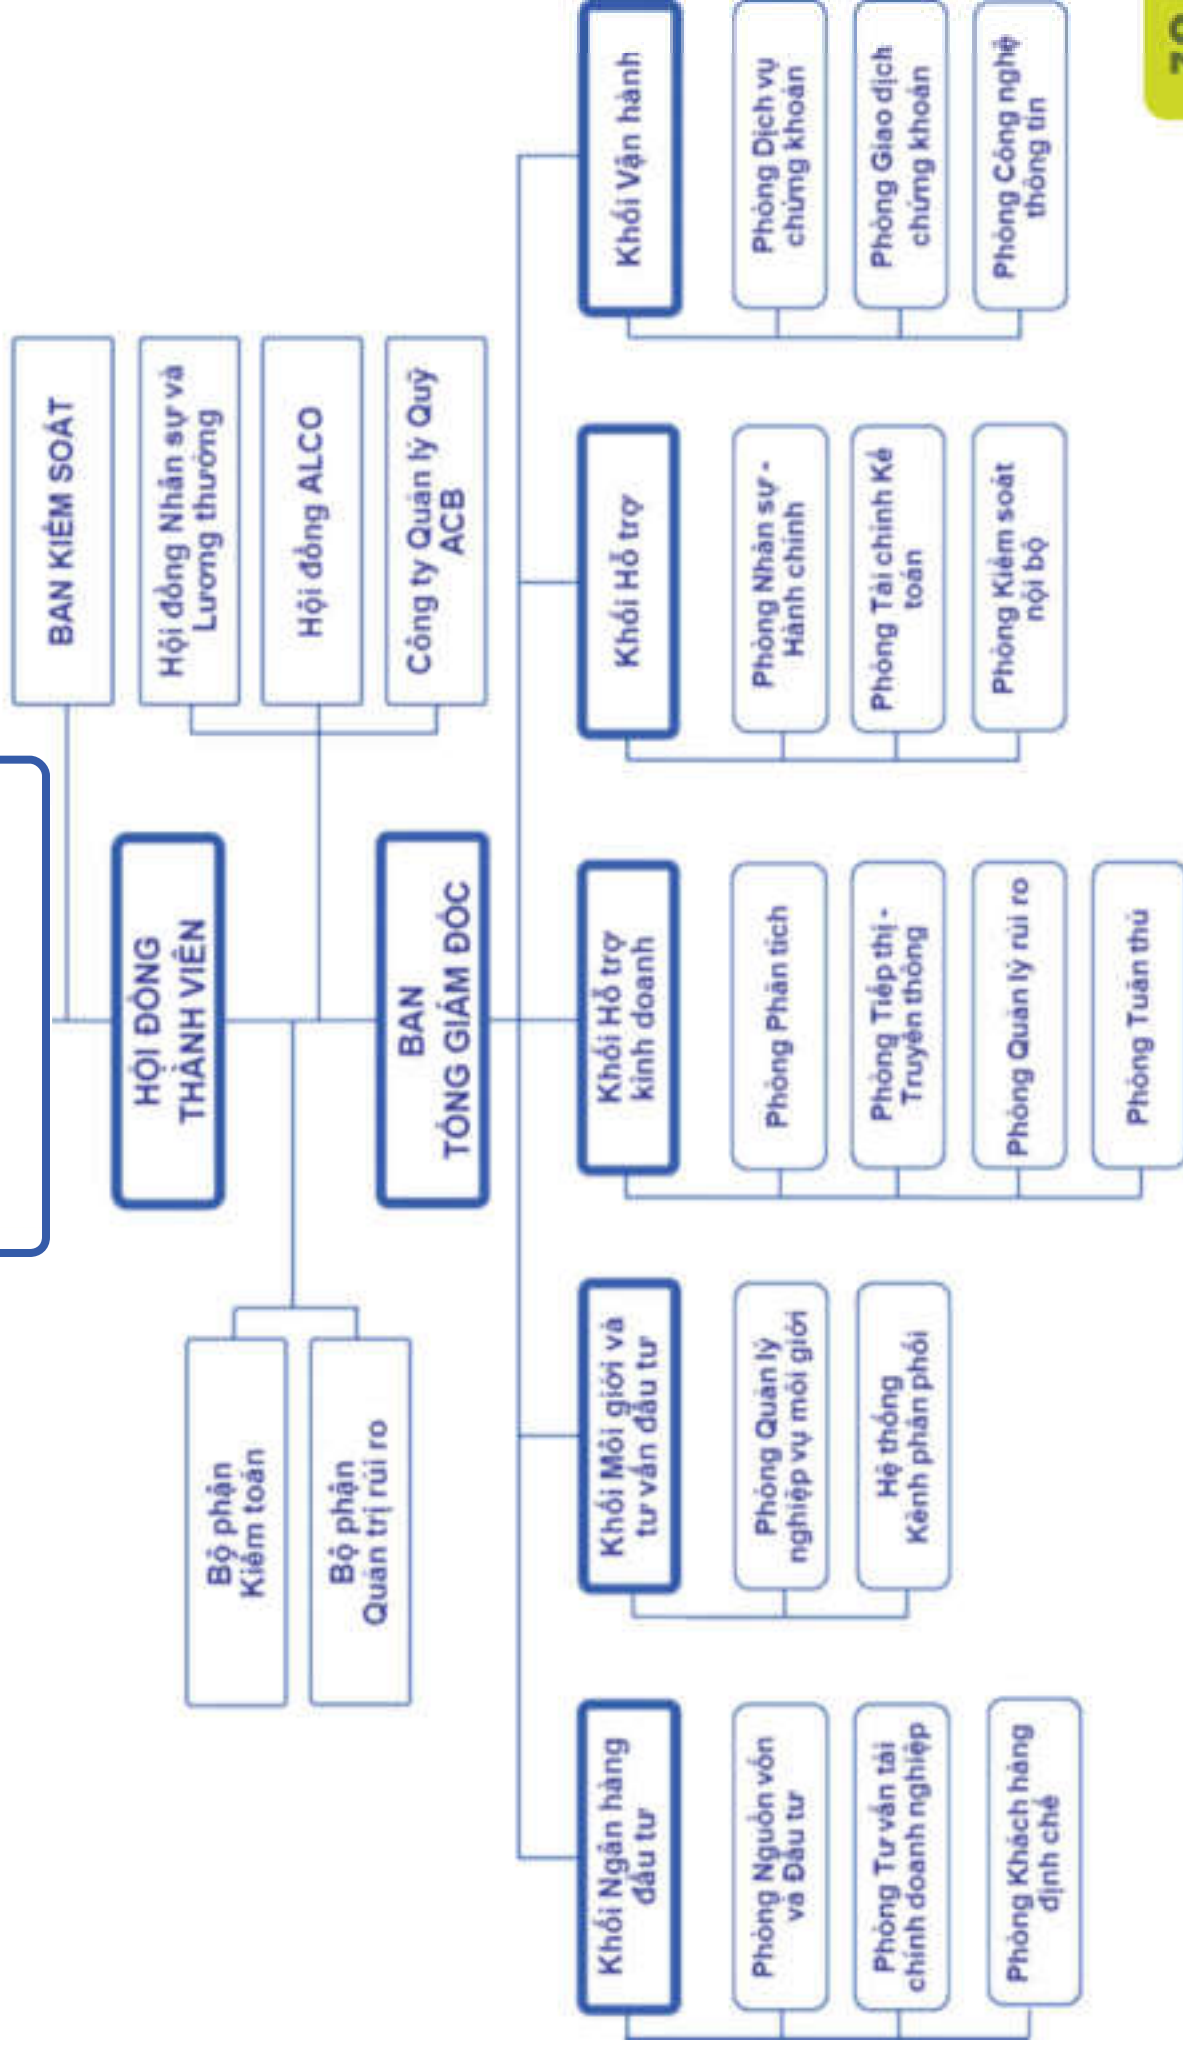 BAN KIỂM SOÁT
HỘI ĐỒNG
THÀNH VIÊN
Hội đồng Nhân sự và
Lương thưởng
Hội đồng ALCO
Công ty Quản lý Quỹ
ACB
Bộ phận
Kiểm toán
Bộ phận
Quản trị rủi ro
BAN
TỔNG GIÁM ĐỐC
Khối Ngân hàng
đầu tư
Phòng Nguồn vốn
và Đầu tư
Phòng Tư vấn tài
chính doanh nghiệp
Phòng Khách hàng
định chế
Khối Môi giới và
tư vấn đầu tư
Phòng Quản lý
nghiệp vụ môi giới
Hệ thống
Kênh phân phối
Khối Hỗ trợ
kinh doanh
Phòng Phân tích
Phòng Tiếp thị -
Truyền thông
Phòng Quản lý rủi ro
Phòng Tuân thủ
Khối Hỗ trợ
Phòng Nhân sự -
Hành chính
Phòng Tài chính Kế
toán
Phòng Kiểm soát
nội bộ
Khối Vận hành
Phòng Dịch vụ
chứng khoán
Phòng Giao dịch
chứng khoán
Phòng Công nghệ
thông tin